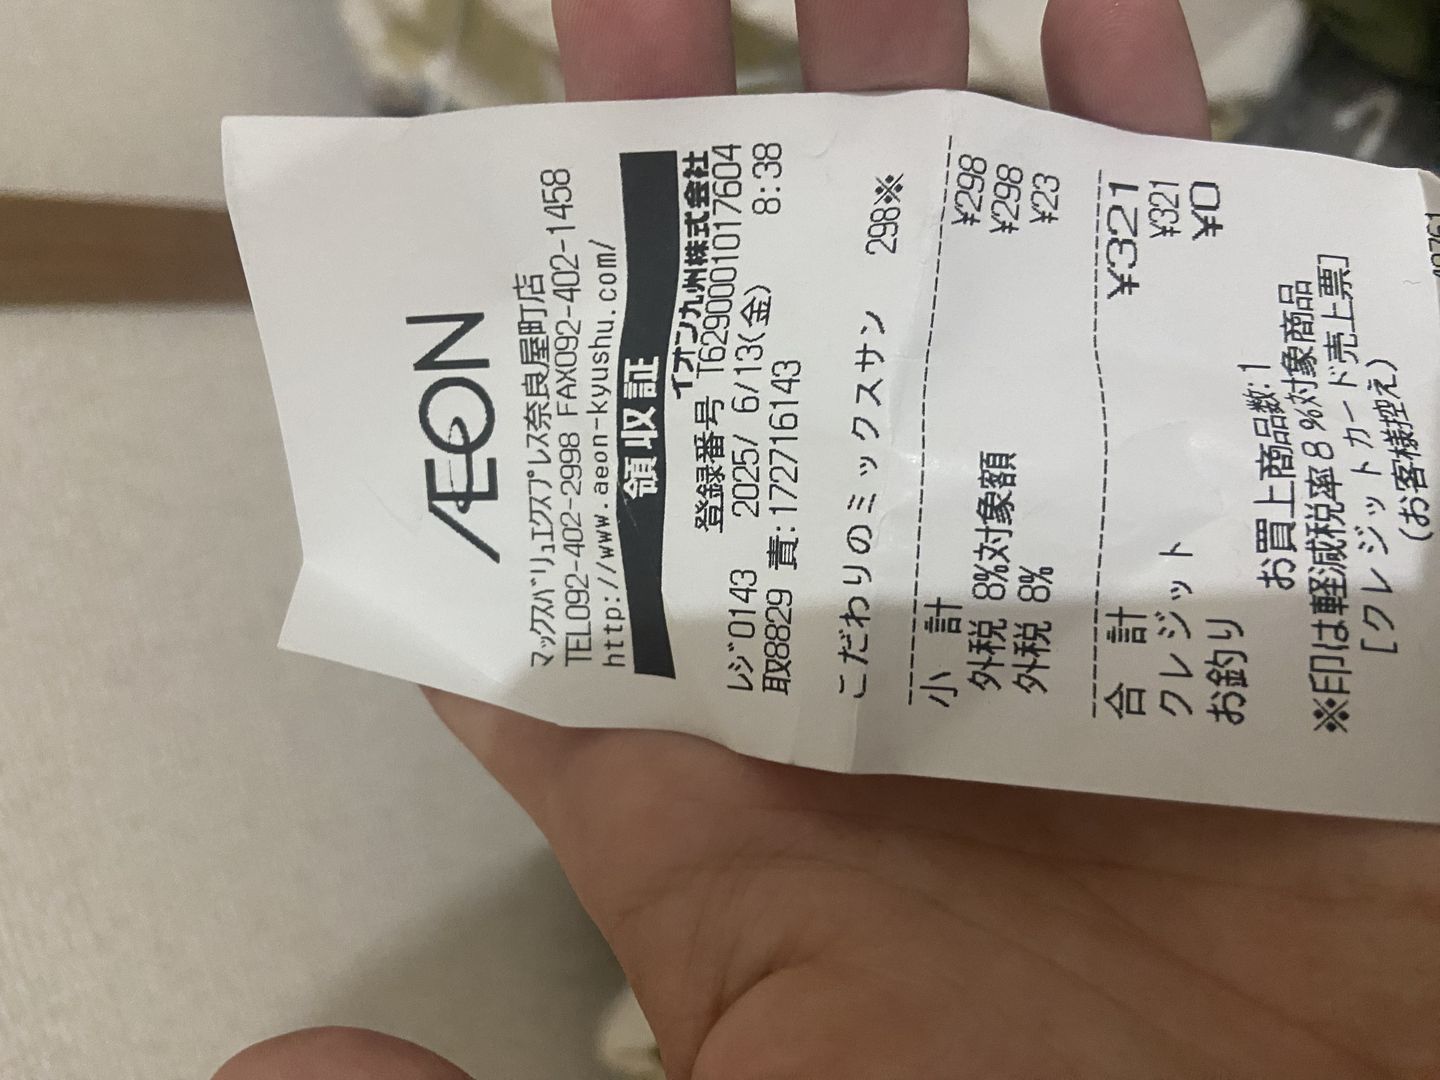 ÆON
マックスバリュエクスプレス奈良屋町店
TEL092-402-2998 FAX092-402-1458
http://www.aeon-kyushu.com/
領収証
イオン九州株式会社
登録番号 T6290001017604
レジ0143 2025/ 6/13(金) 8:38
取8829 責:172716143
こだわりのミックスサン 298※
小 計 ¥298
外税 8%対象額 ¥298
外税 8% ¥23
合 計 ¥321
クレジット ¥321
お釣り ¥0
お買上商品数:1
※印は軽減税率8%対象商品
[クレジットカード売上票]
(お客様控え)